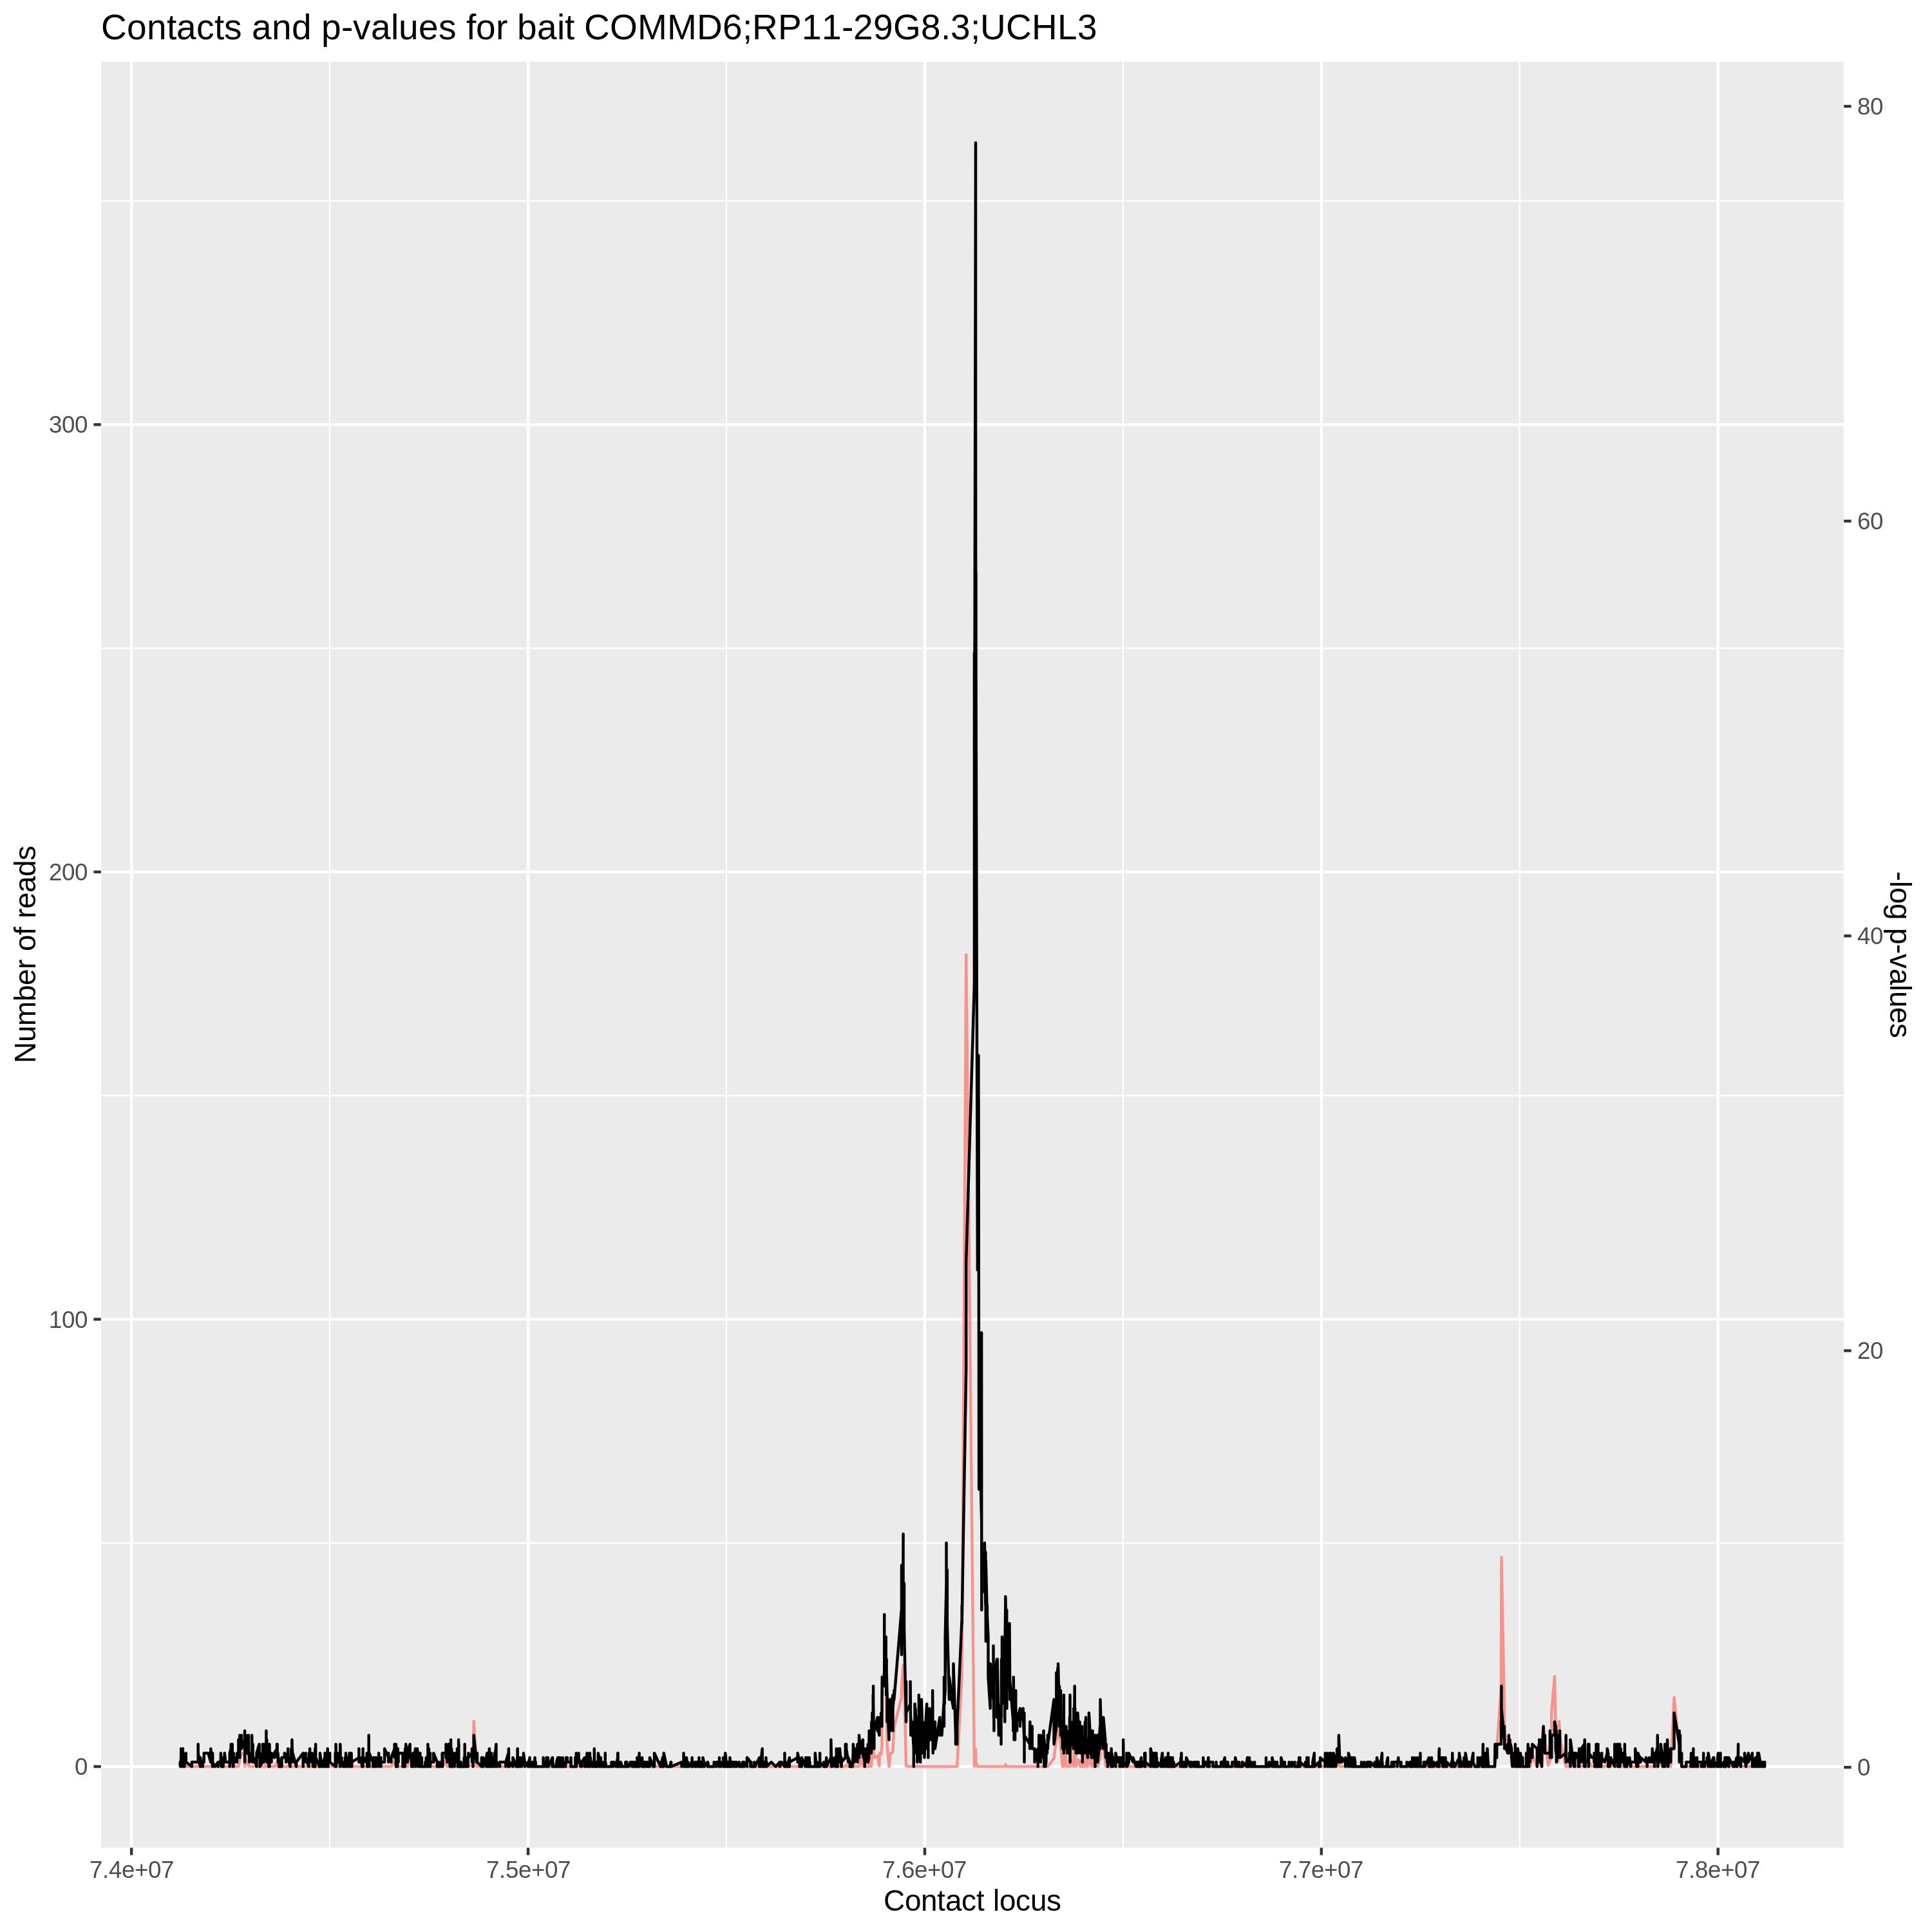 Contacts and p-values for bait COMMD6;RP11-29G8.3;UCHL3
Number of reads
300
200
100
0
80
60
40
20
0
-log p-values
7.4e+07 7.5e+07 7.6e+07 7.7e+07 7.8e+07
Contact locus